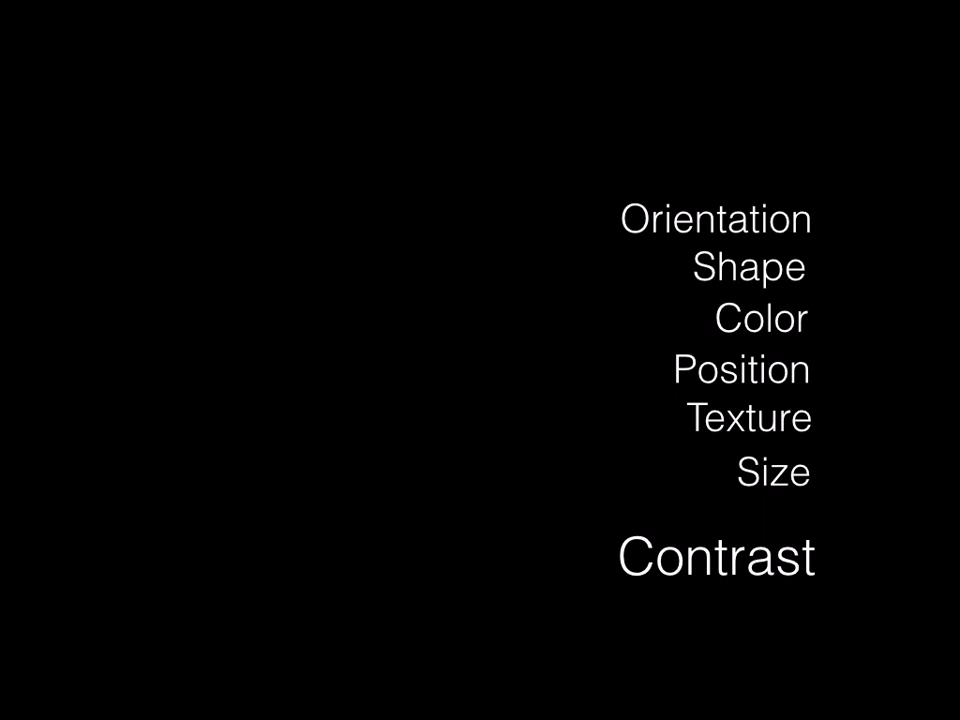 Orientation
Shape
Color
Position
Texture
Size
Contrast